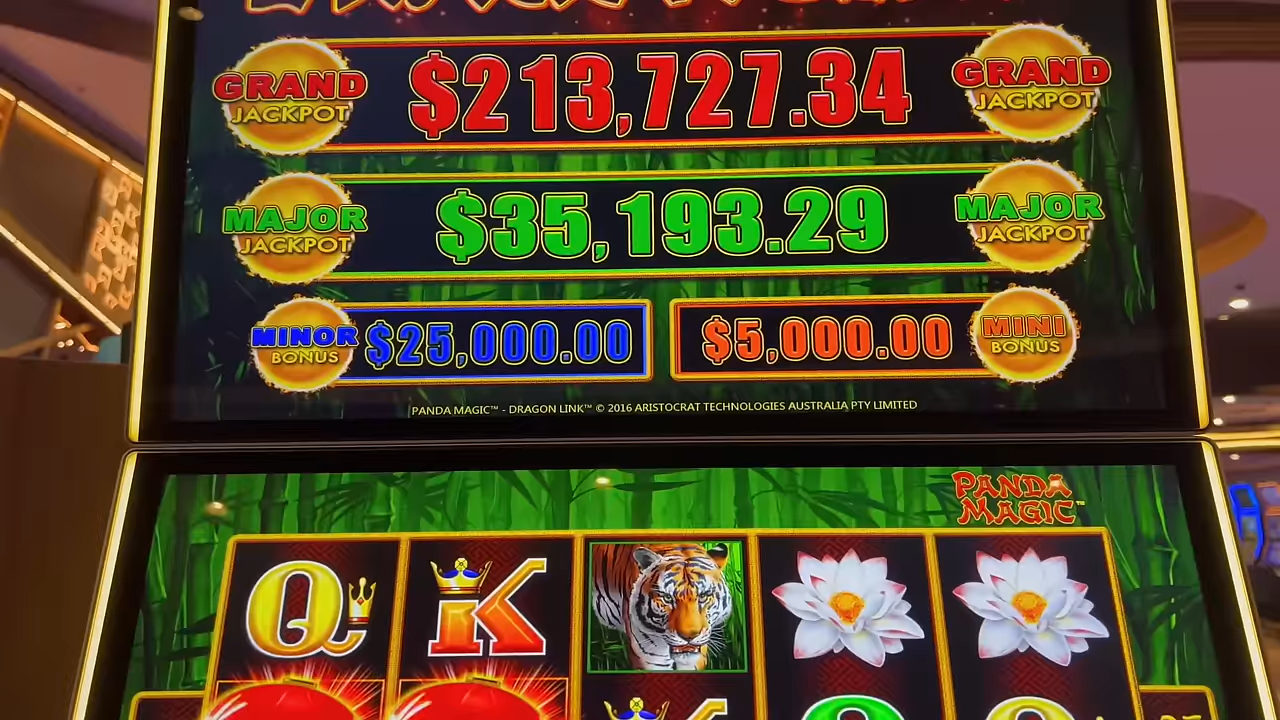 GRAND
JACKPOT
$213,727.34
GRAND
JACKPOT
MAJOR
JACKPOT
$35,193.29
MAJOR
JACKPOT
MINOR
BONUS
$25,000.00
$5,000.00
MINI
BONUS
PANDA MAGIC™ - DRAGON LINK™ © 2016 ARISTOCRAT TECHNOLOGIES AUSTRALIA PTY LIMITED
PANDA
MAGIC™
Q
K